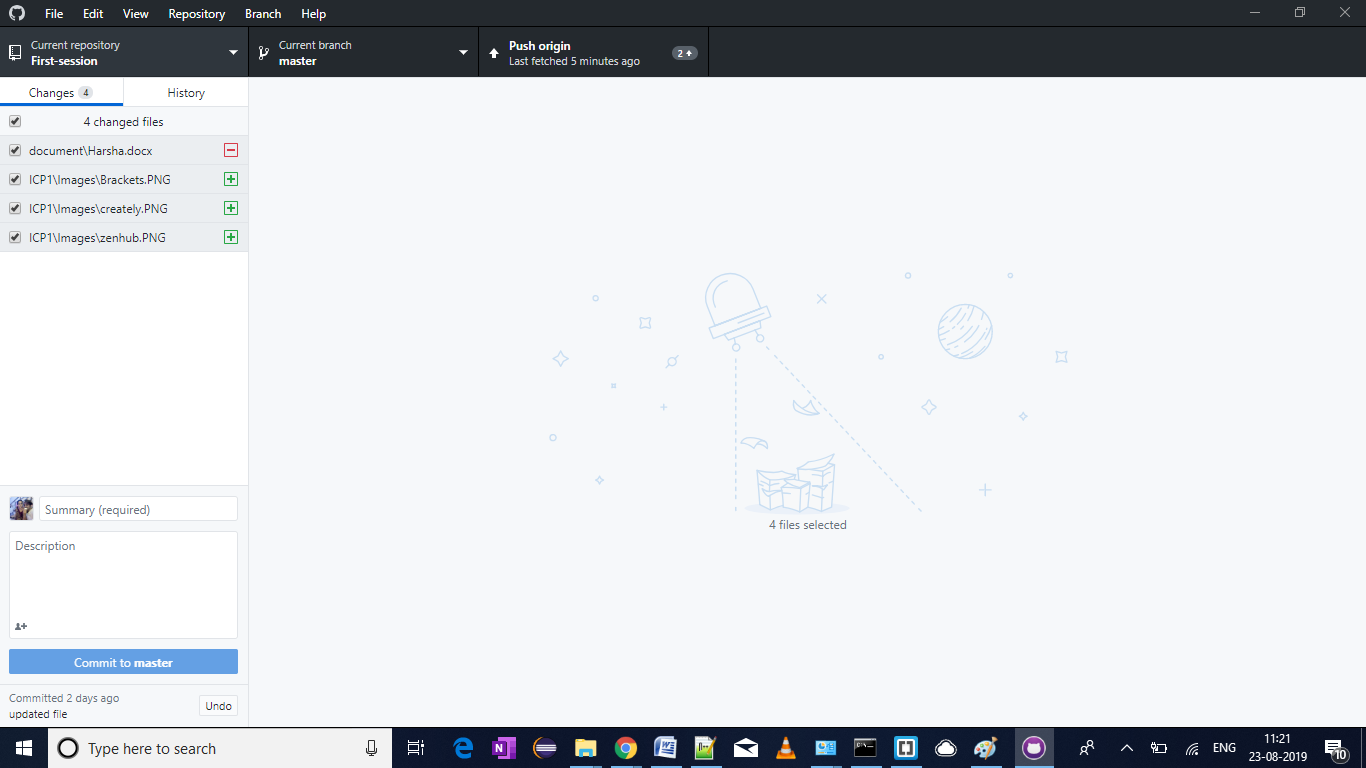 File Edit View Repository Branch Help
Current repository
First-session
Current branch
master
Push origin
Last fetched 5 minutes ago
2
Changes 4
History
4 changed files
document\Harsha.docx
ICP1\Images\Brackets.PNG
ICP1\Images\creately.PNG
ICP1\Images\zenhub.PNG
4 files selected
Summary (required)
Description
Commit to master
Committed 2 days ago
updated file
Undo
Type here to search
ENG
11:21
23-08-2019
10